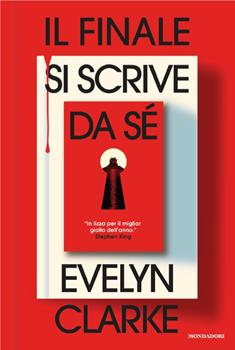 IL FINALE
SI SCRIVE
DA SÉ
"In lizza per il miglior
giallo dell'anno."
Stephen King
EVELYN
CLARKE
MONDADORI